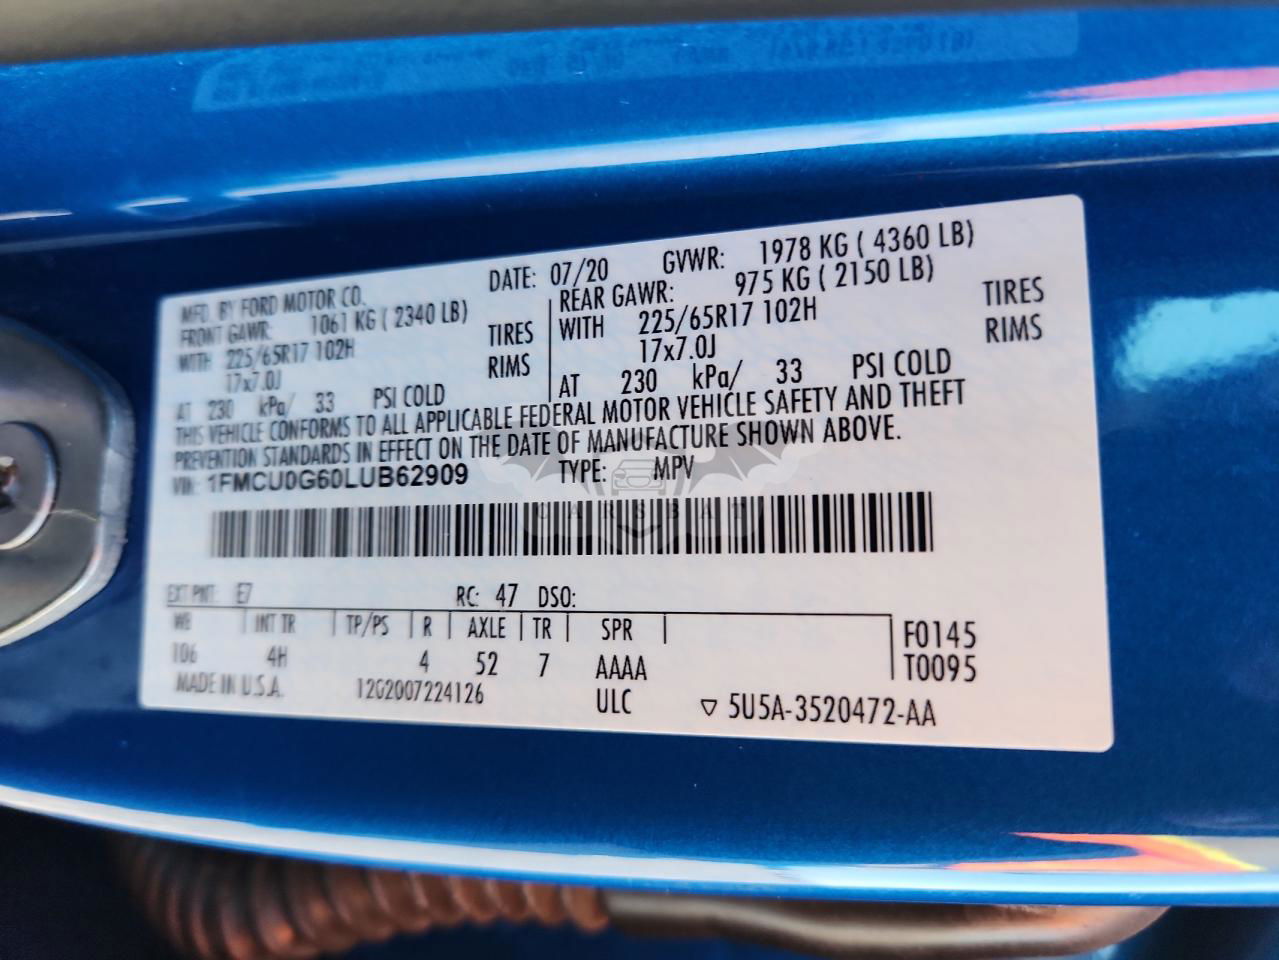 MFD. BY FORD MOTOR CO. DATE: 07/20 GVWR: 1978 KG ( 4360 LB)
FRONT GAWR: 1061 KG ( 2340 LB) REAR GAWR: 975 KG ( 2150 LB)
WITH 225/65R17 102H TIRES WITH 225/65R17 102H TIRES
17x7.0J RIMS 17x7.0J RIMS
AT 230 kPa/ 33 PSI COLD AT 230 kPa/ 33 PSI COLD
THIS VEHICLE CONFORMS TO ALL APPLICABLE FEDERAL MOTOR VEHICLE SAFETY AND THEFT
PREVENTION STANDARDS IN EFFECT ON THE DATE OF MANUFACTURE SHOWN ABOVE.
VIN: 1FMCU0G60LUB62909 TYPE: MPV
CARSBAT
EXT PNT: E7 RC: 47 DSO:
WB INT TR TP/PS R AXLE TR SPR F0145
106 4H 4 52 7 AAAA T0095
MADE IN U.S.A. 12G2007224126 ULC ▽ 5U5A-3520472-AA